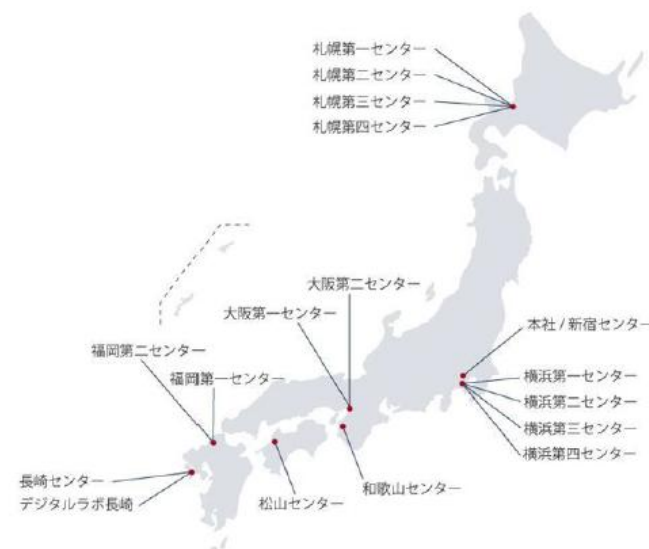 札幌第一センター
札幌第二センター
札幌第三センター
札幌第四センター
大阪第二センター
大阪第一センター
本社 / 新宿センター
福岡第二センター
福岡第一センター
横浜第一センター
横浜第二センター
横浜第三センター
横浜第四センター
長崎センター
デジタルラボ長崎
松山センター
和歌山センター